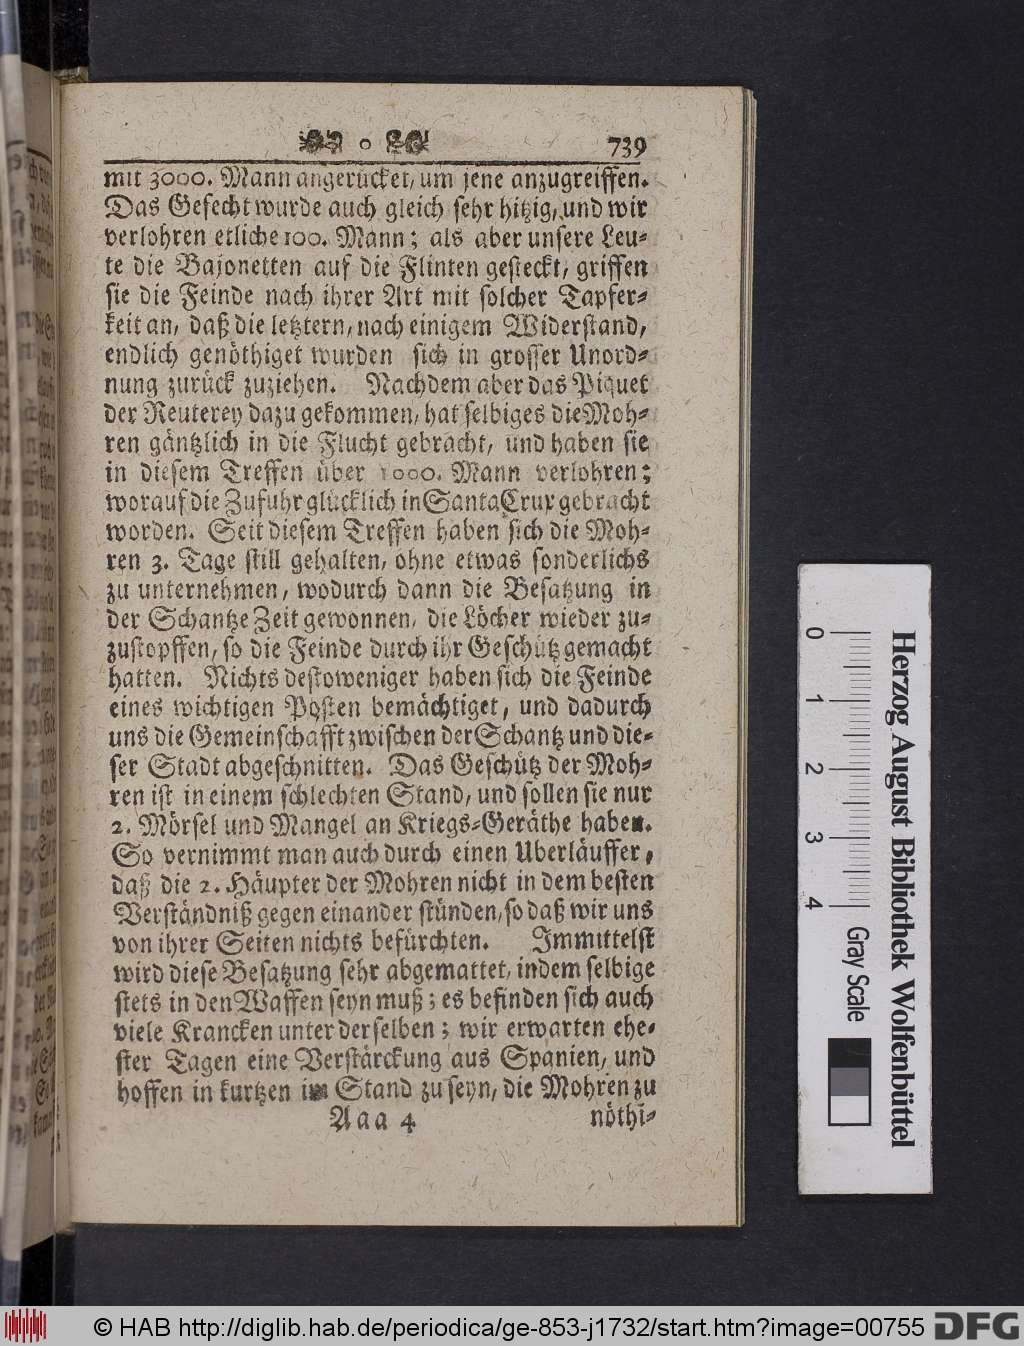 739
mit 3000. Mann angerücket, um jene anzugreiffen.
Das Gefecht wurde auch gleich sehr hitzig, und wir
verlohren etliche 100. Mann; als aber unsere Leu-
te die Bajonetten auf die Flinten gesteckt, griffen
sie die Feinde nach ihrer Art mit solcher Tapfer-
keit an, daß die letztern, nach einigem Widerstand,
endlich genöthiget wurden sich in grosser Unord-
nung zurück zuziehen. Nachdem aber das Piquet
der Reuterey dazu gekommen, hat selbiges die Moh-
ren gäntzlich in die Flucht gebracht, und haben sie
in diesem Treffen über 1000. Mann verlohren;
worauf die Zufuhr glücklich in Santa Crux gebracht
worden. Seit diesem Treffen haben sich die Moh-
ren 3. Tage still gehalten, ohne etwas sonderlichs
zu unternehmen, wodurch dann die Besatzung in
der Schantze Zeit gewonnen, die Löcher wieder zu-
zustopffen, so die Feinde durch ihr Geschütz gemacht
hatten. Nichts destoweniger haben sich die Feinde
eines wichtigen Posten bemächtiget, und dadurch
uns die Gemeinschafft zwischen der Schantz und die-
ser Stadt abgeschnitten. Das Geschütz der Moh-
ren ist in einem schlechten Stand, und sollen sie nur
2. Mörsel und Mangel an Kriegs-Geräthe haben.
So vernimmt man auch durch einen Uberläuffer,
daß die 2. Häupter der Mohren nicht in dem besten
Verständniß gegen einander stünden, so daß wir uns
von ihrer Seiten nichts befürchten. Immittelst
wird diese Besatzung sehr abgemattet, indem selbige
stets in den Waffen seyn muß; es befinden sich auch
viele Krancken unter derselben; wir erwarten ehe-
ster Tagen eine Verstärckung aus Spanien, und
hoffen in kurtzen im Stand zu seyn, die Mohren zu
Aaa 4 nöthi-
Herzog August Bibliothek Wolfenbüttel
0 1 2 3 4 Gray Scale
© HAB http://diglib.hab.de/periodica/ge-853-j1732/start.htm?image=00755
DFG